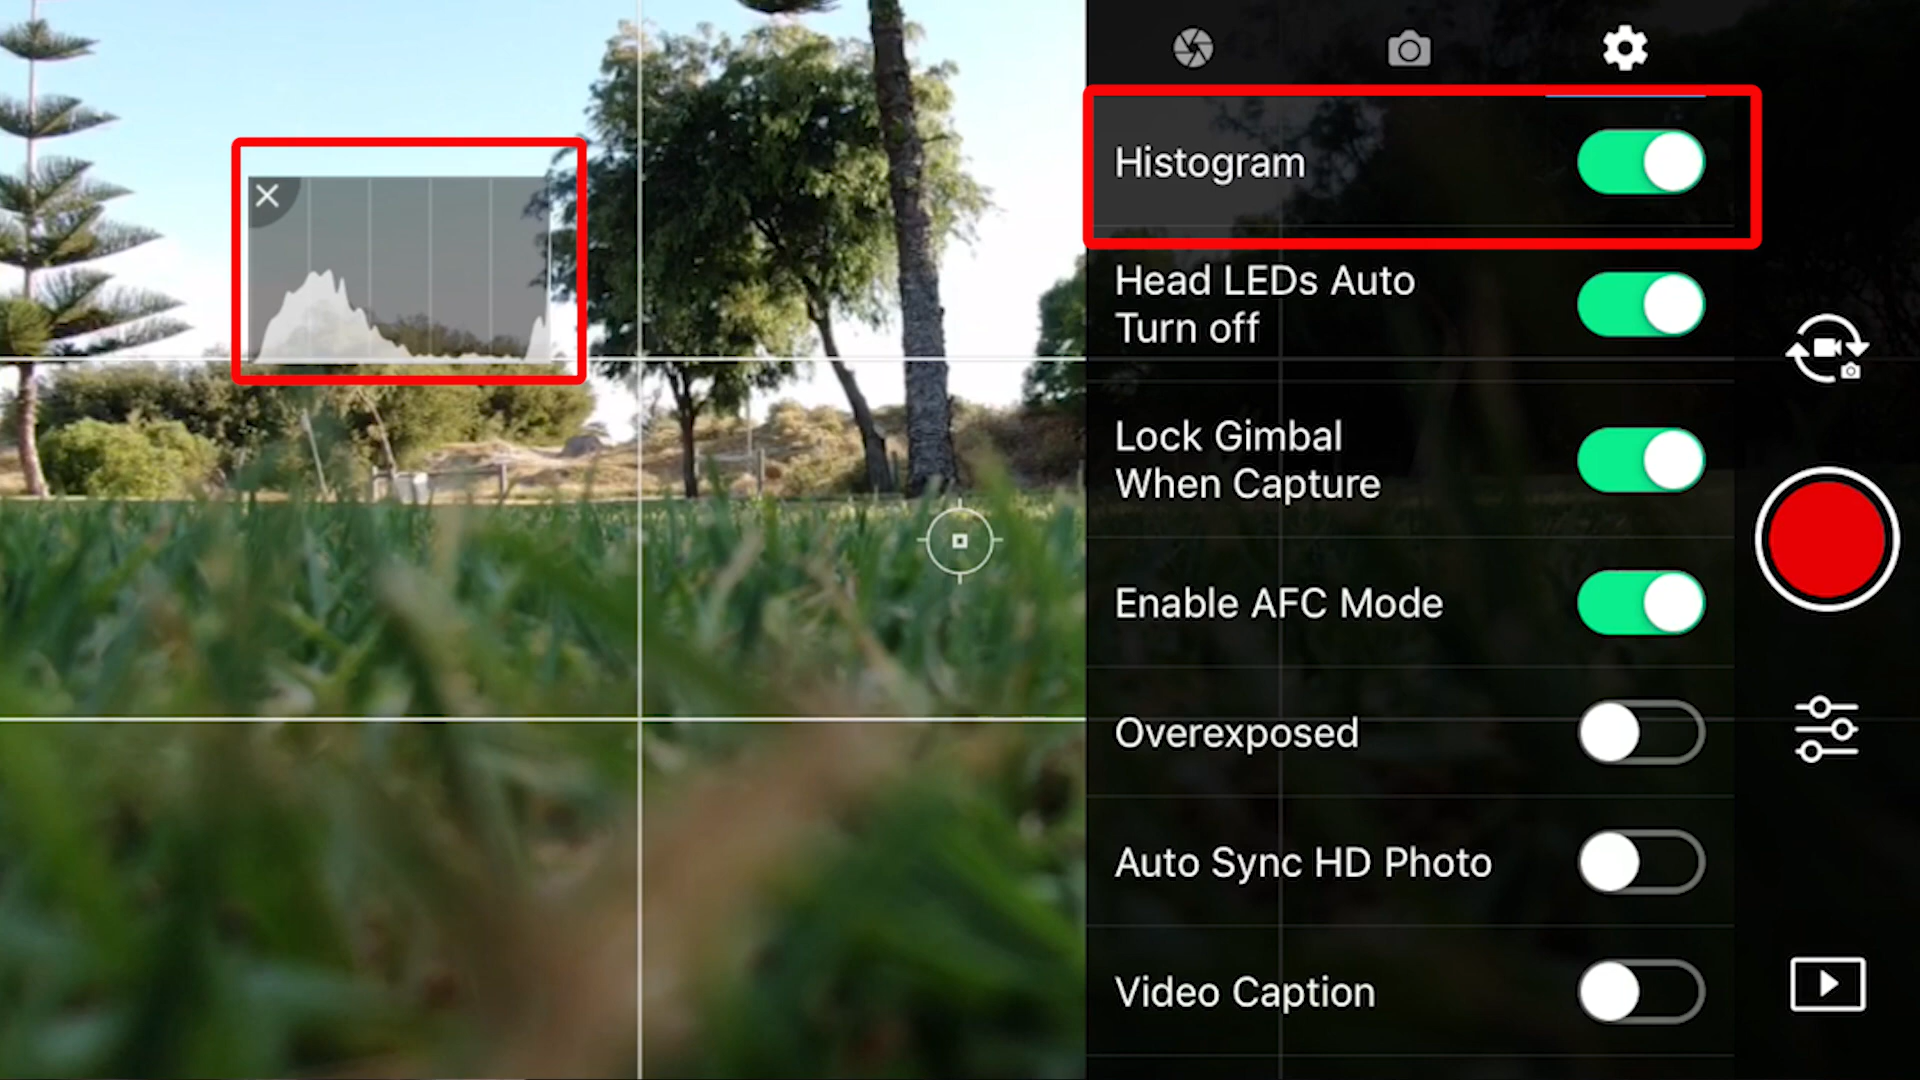 Histogram
Head LEDs Auto
Turn off
Lock Gimbal
When Capture
Enable AFC Mode
Overexposed
Auto Sync HD Photo
Video Caption